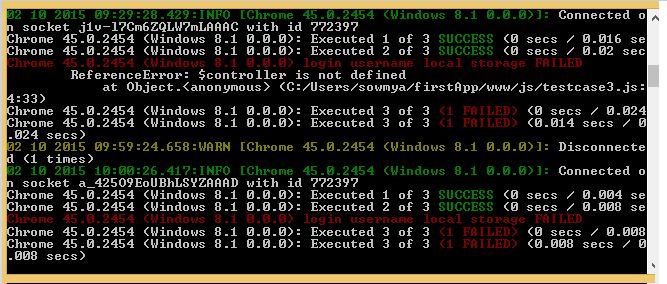 02 10 2015 09:29:28.429:INFO [Chrome 45.0.2454 (Windows 8.1 0.0.0)]: Connected o
n socket j1u-l7Cm6ZQLW7mLAAAC with id 772397
Chrome 45.0.2454 (Windows 8.1 0.0.0): Executed 1 of 3 SUCCESS (0 secs / 0.016 se
Chrome 45.0.2454 (Windows 8.1 0.0.0): Executed 2 of 3 SUCCESS (0 secs / 0.02 sec
Chrome 45.0.2454 (Windows 8.1 0.0.0) login username local storage FAILED
ReferenceError: $controller is not defined
at Object.<anonymous> (C:/Users/sowmya/firstApp/www/js/testcase3.js:
4:33)
Chrome 45.0.2454 (Windows 8.1 0.0.0): Executed 3 of 3 (1 FAILED) (0 secs / 0.024
Chrome 45.0.2454 (Windows 8.1 0.0.0): Executed 3 of 3 (1 FAILED) (0.014 secs / 0
.024 secs)
02 10 2015 09:59:24.658:WARN [Chrome 45.0.2454 (Windows 8.1 0.0.0)]: Disconnecte
d (1 times)
02 10 2015 10:00:26.417:INFO [Chrome 45.0.2454 (Windows 8.1 0.0.0)]: Connected o
n socket a_425O9EoUBhLSYZAAAD with id 772397
Chrome 45.0.2454 (Windows 8.1 0.0.0): Executed 1 of 3 SUCCESS (0 secs / 0.004 se
Chrome 45.0.2454 (Windows 8.1 0.0.0): Executed 2 of 3 SUCCESS (0 secs / 0.008 se
Chrome 45.0.2454 (Windows 8.1 0.0.0) login username local storage FAILED
Chrome 45.0.2454 (Windows 8.1 0.0.0): Executed 3 of 3 (1 FAILED) (0 secs / 0.008
Chrome 45.0.2454 (Windows 8.1 0.0.0): Executed 3 of 3 (1 FAILED) (0.008 secs / 0
.008 secs)